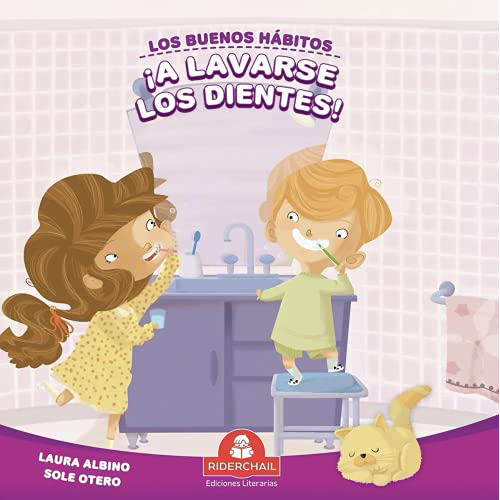 LOS BUENOS HÁBITOS
¡A LAVARSE
LOS DIENTES!
LAURA ALBINO
SOLE OTERO
RIDERCHAIL
Ediciones Literarias